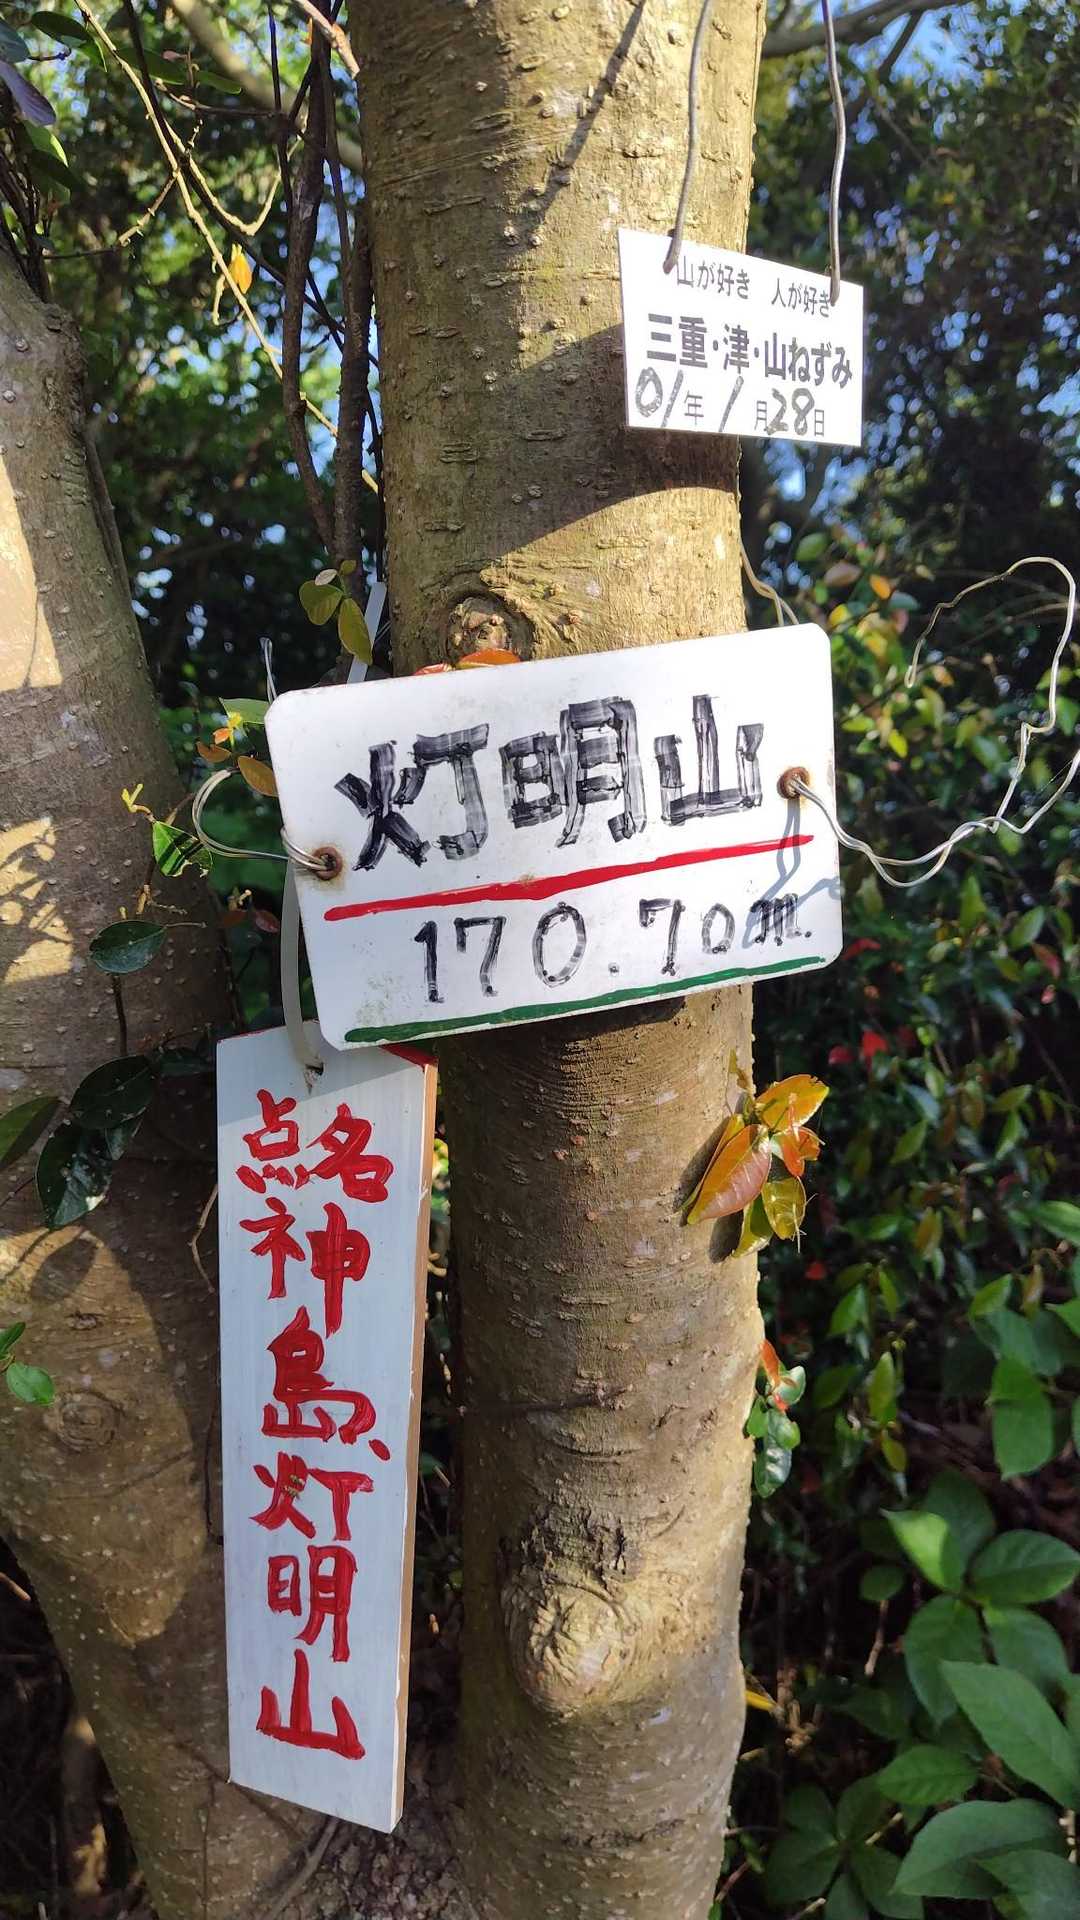 山が好き 人が好き
三重・津・山ねずみ
01年1月28日
灯明山
170.70m.
点名
神島灯明山